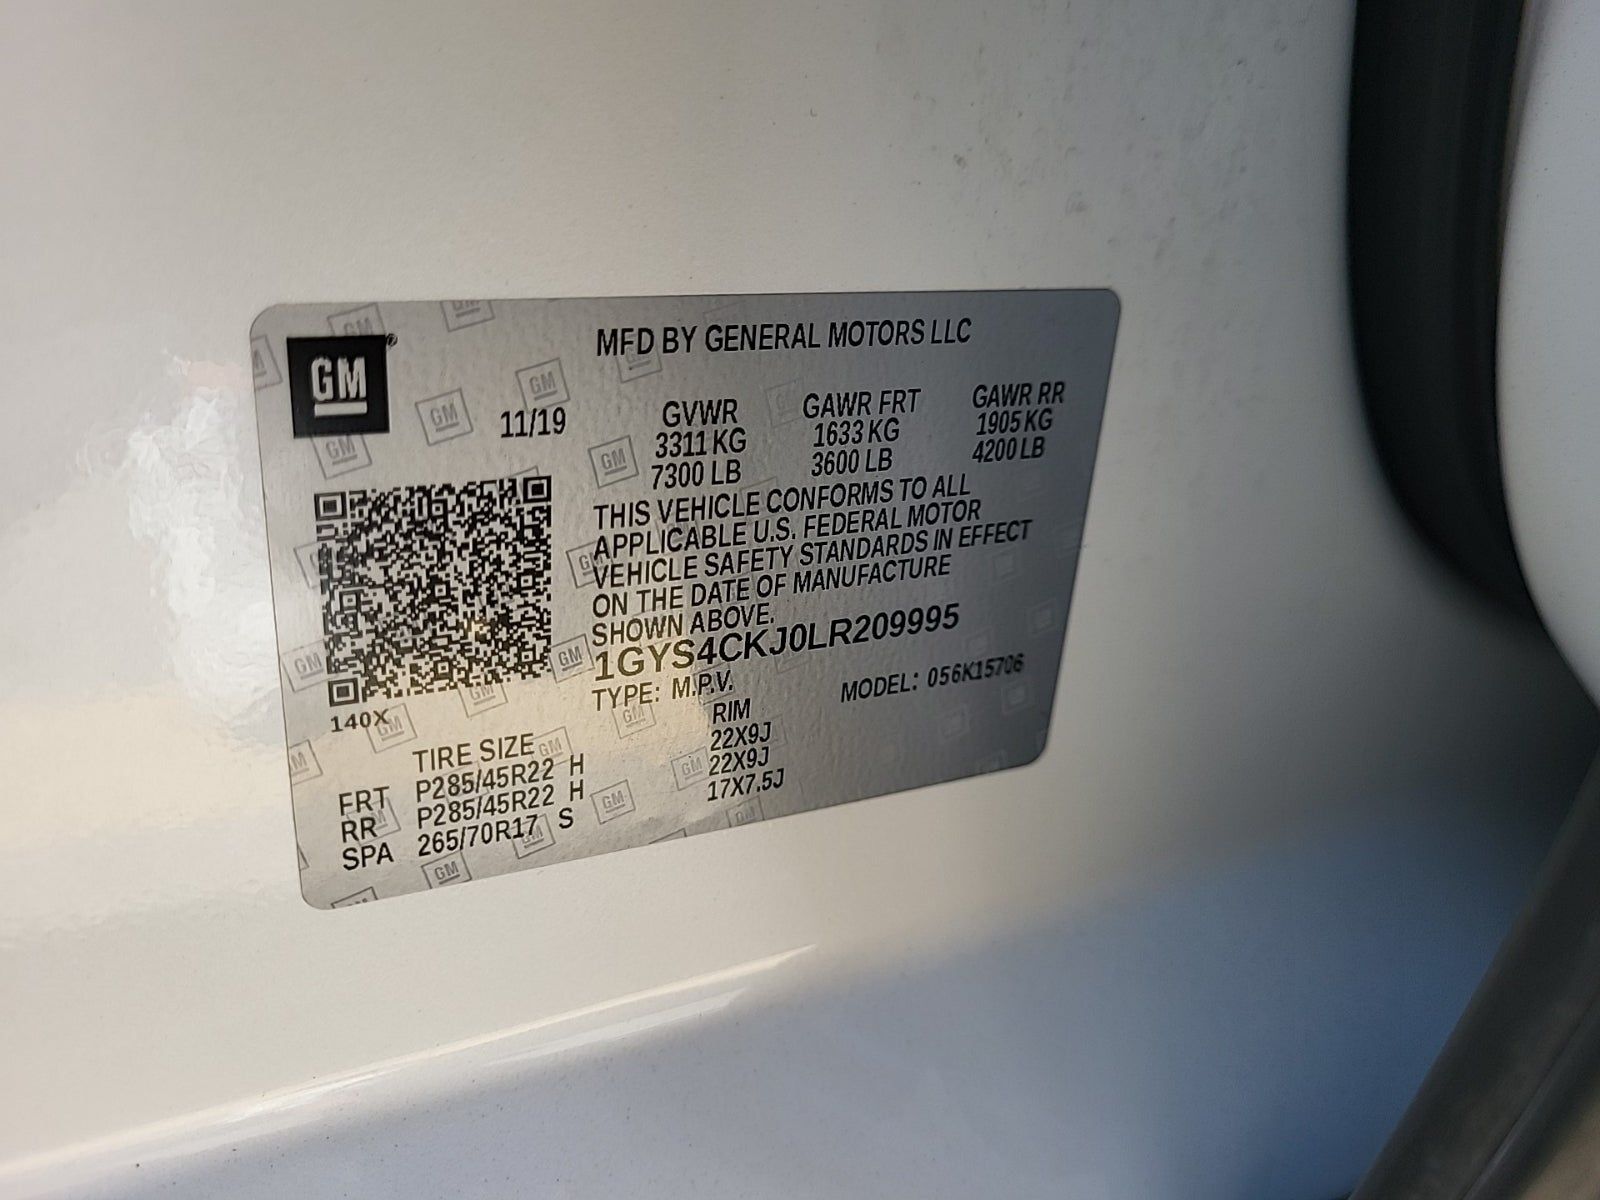 GM®
MFD BY GENERAL MOTORS LLC
11/19
GVWR GAWR FRT GAWR RR
3311 KG 1633 KG 1905 KG
7300 LB 3600 LB 4200 LB
THIS VEHICLE CONFORMS TO ALL
APPLICABLE U.S. FEDERAL MOTOR
VEHICLE SAFETY STANDARDS IN EFFECT
ON THE DATE OF MANUFACTURE
SHOWN ABOVE.
1GYS4CKJ0LR209995
TYPE: M.P.V. MODEL: 056K15706
140X
TIRE SIZE RIM
FRT P285/45R22 H 22X9J
RR P285/45R22 H 22X9J
SPA 265/70R17 S 17X7.5J